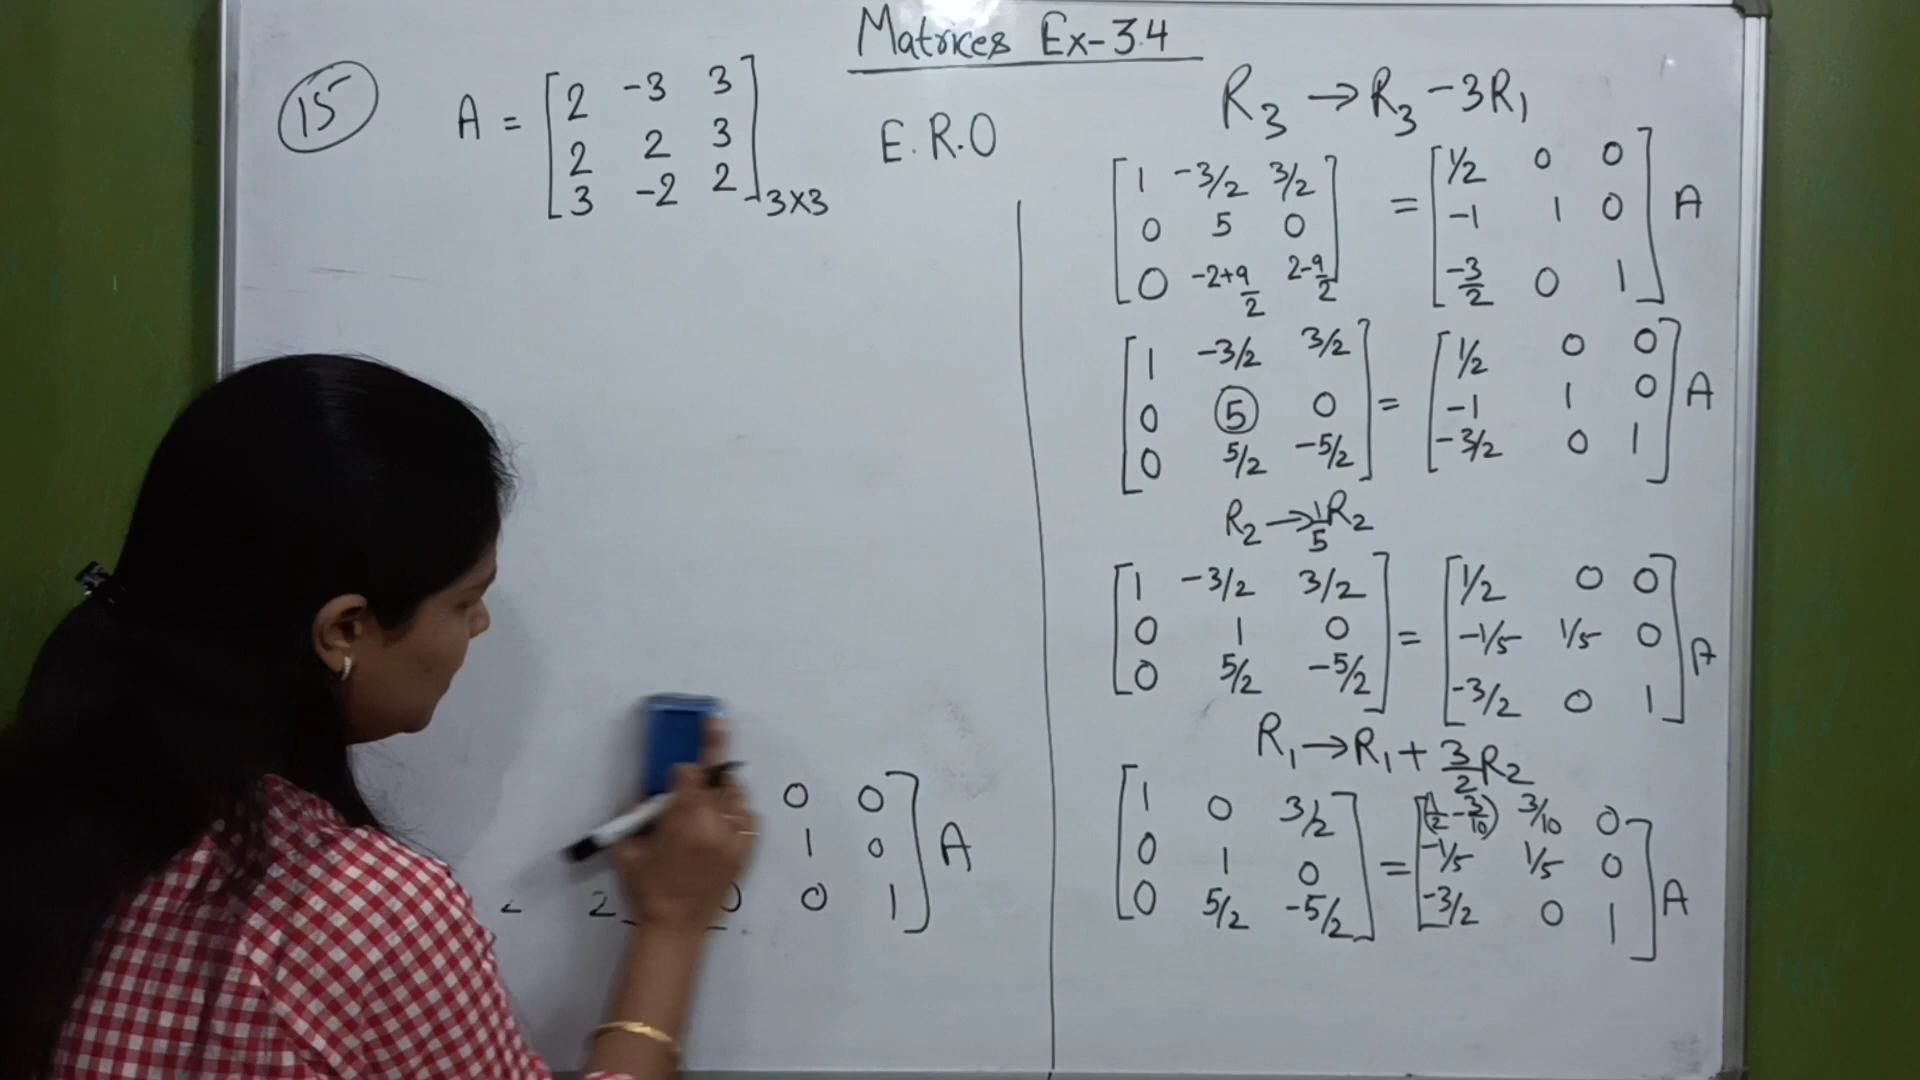 Matrices Ex-3.4
15
A = [2 -3 3
2 2 3
3 -2 2] 3×3
E.R.O
0 0
1 0 ] A
2 2 0 0 1
R3 → R3 - 3R1
[1 -3/2 3/2 = [1/2 0 0
0 5 0 -1 1 0 ] A
0 -2+9/2 2-9/2] -3/2 0 1]
[1 -3/2 3/2 [1/2 0 0
0 5 0 ] = -1 1 0 ] A
0 5/2 -5/2] -3/2 0 1]
R2 → 1/5 R2
[1 -3/2 3/2 [1/2 0 0
0 1 0 ] = -1/5 1/5 0 ] A
0 5/2 -5/2] -3/2 0 1]
R1 → R1 + 3/2 R2
[1 0 3/2 [(1/2 - 3/10) 3/10 0
0 1 0 ] = -1/5 1/5 0 ] A
0 5/2 -5/2] -3/2 0 1]